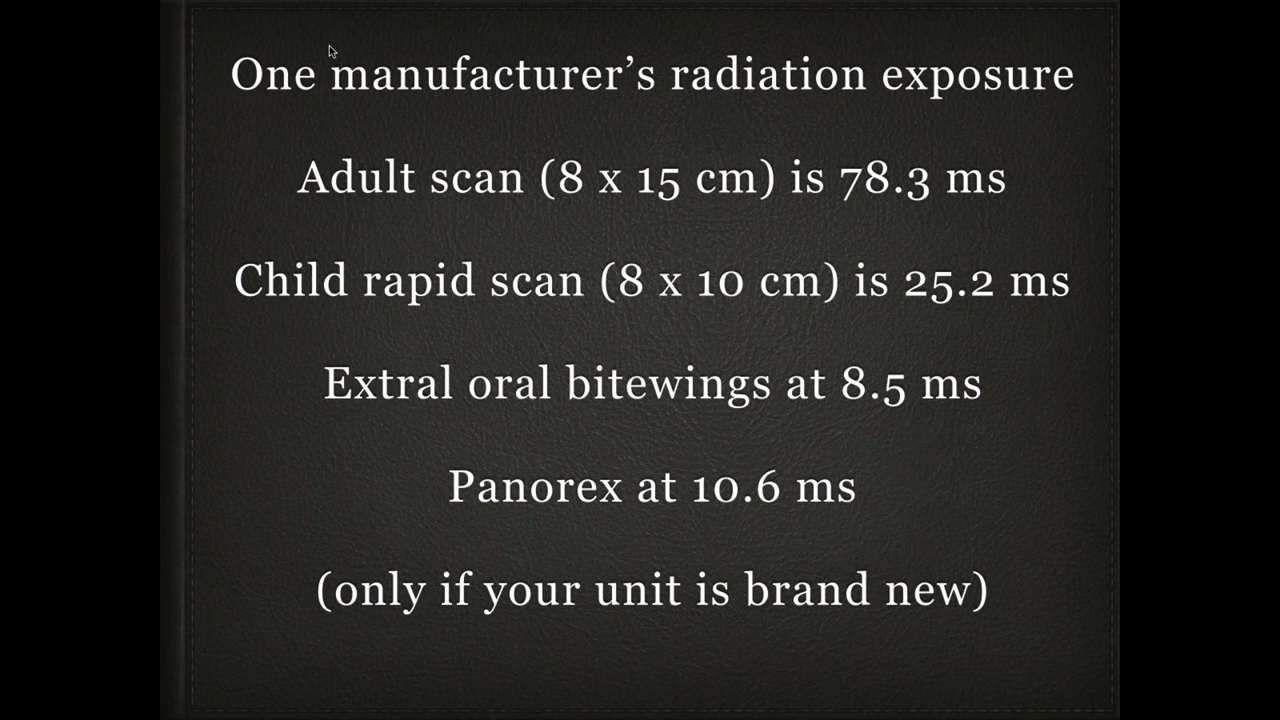 One manufacturer’s radiation exposure
Adult scan (8 x 15 cm) is 78.3 ms
Child rapid scan (8 x 10 cm) is 25.2 ms
Extral oral bitewings at 8.5 ms
Panorex at 10.6 ms
(only if your unit is brand new)